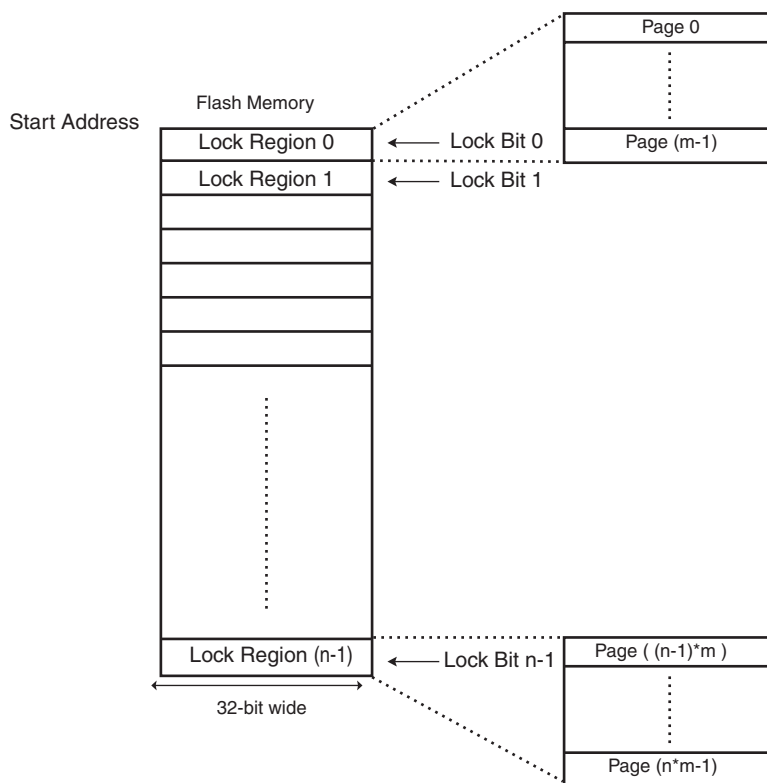 Page 0
Flash Memory
Start Address
Lock Region 0
Lock Bit 0
Page (m-1)
Lock Region 1
Lock Bit 1
Lock Region (n-1)
Lock Bit n-1
Page ( (n-1)*m )
32-bit wide
Page (n*m-1)